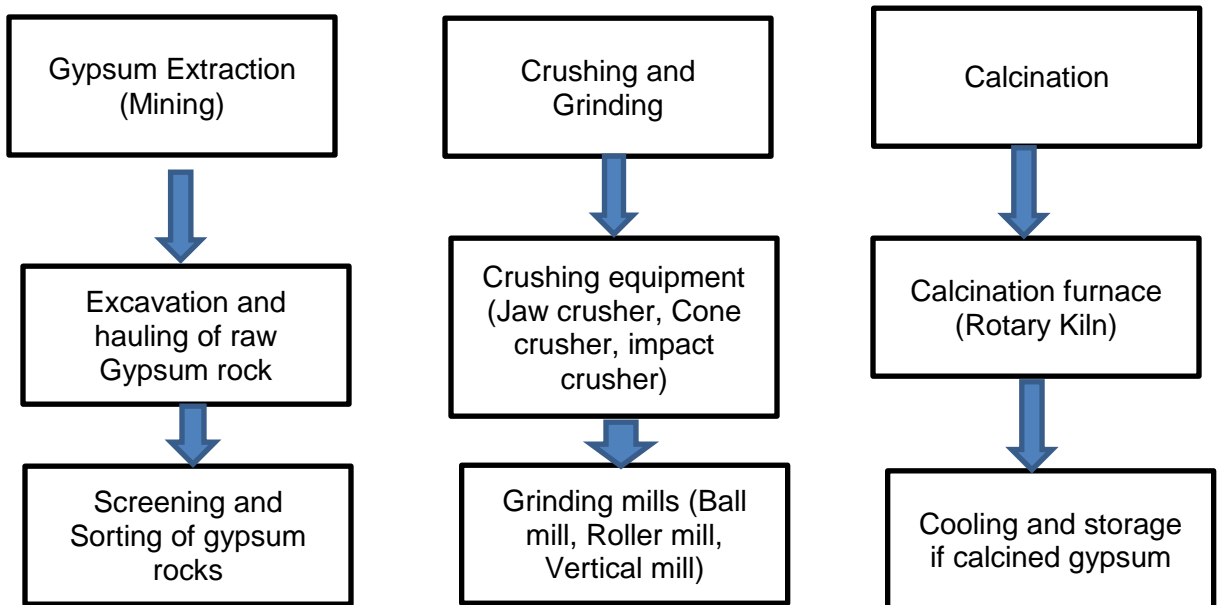 Gypsum Extraction
(Mining)
Excavation and
hauling of raw
Gypsum rock
Screening and
Sorting of gypsum
rocks
Crushing and
Grinding
Crushing equipment
(Jaw crusher, Cone
crusher, impact
crusher)
Grinding mills (Ball
mill, Roller mill,
Vertical mill)
Calcination
Calcination furnace
(Rotary Kiln)
Cooling and storage
if calcined gypsum